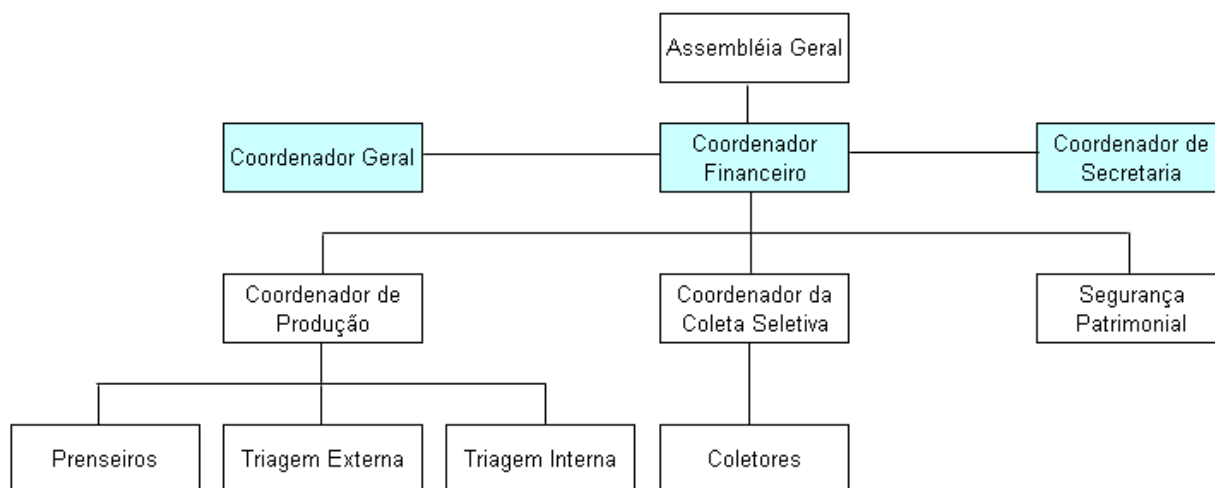 Assembléia Geral
Coordenador Geral
Coordenador
Financeiro
Coordenador de
Secretaria
Coordenador de
Produção
Coordenador da
Coleta Seletiva
Segurança
Patrimonial
Prenseiros
Triagem Externa
Triagem Interna
Coletores